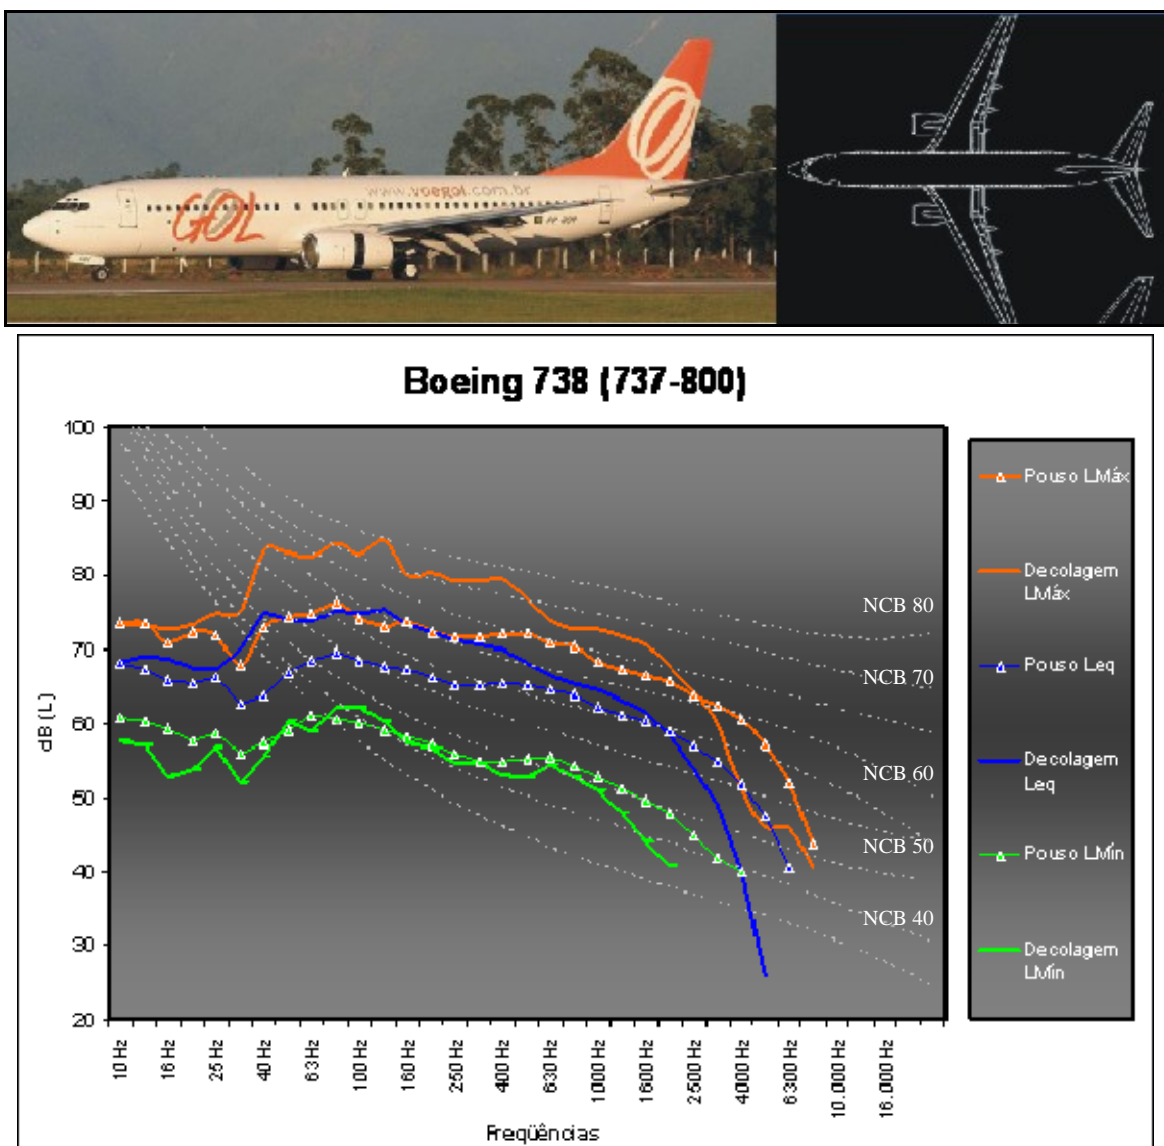 www.voegol.com.br
GOL
Boeing 738 (737-800)
100
90
80
70
60
50
40
30
20
dB (L)
NCB 80
NCB 70
NCB 60
NCB 50
NCB 40
10 Hz
16 Hz
25 Hz
40 Hz
63 Hz
100 Hz
160 Hz
250 Hz
400 Hz
630 Hz
1000 Hz
1600 Hz
2500 Hz
4000 Hz
6300 Hz
10.000 Hz
16.000 Hz
Freqüências
Pouso LMáx
Decolagem
LMáx
Pouso Leq
Decolagem
Leq
Pouso LMín
Decolagem
LMín